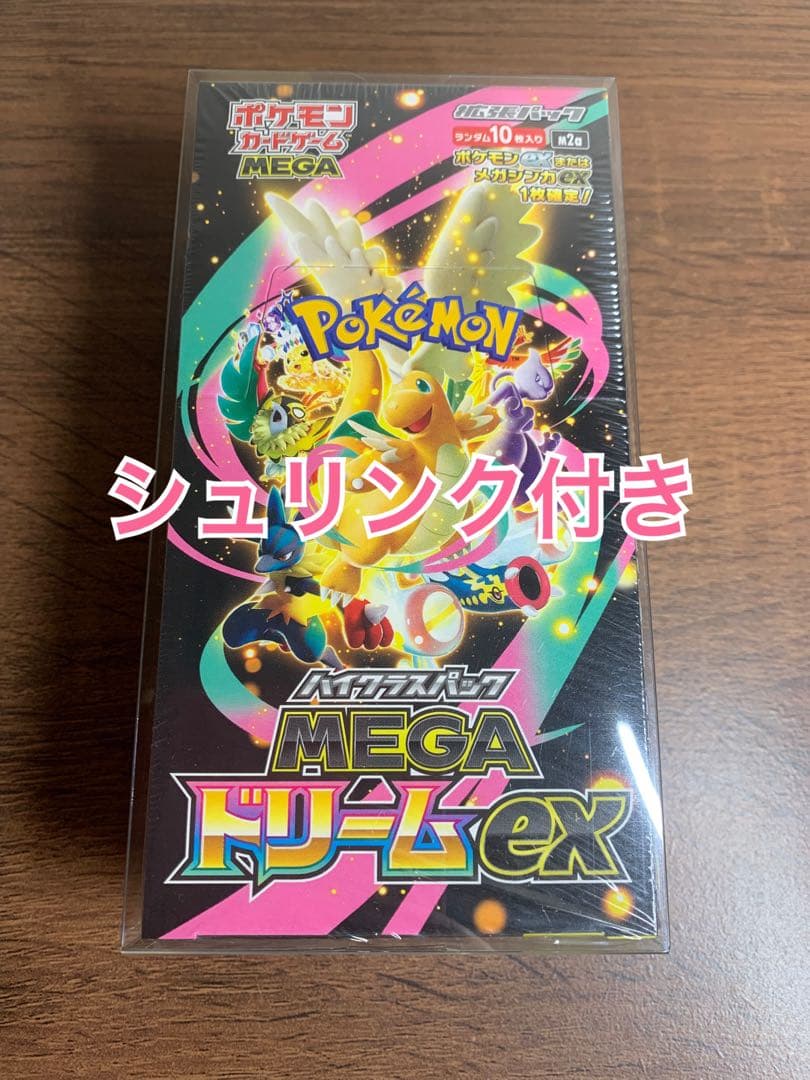 ポケモン
カードゲーム
MEGA
拡張パック
ランダム10枚入り
M2a
ポケモンexまたは
メガシンカex
1枚確定!
Pokémon
TM
シュリンク付き
ハイクラスパック
MEGA
ドリームex